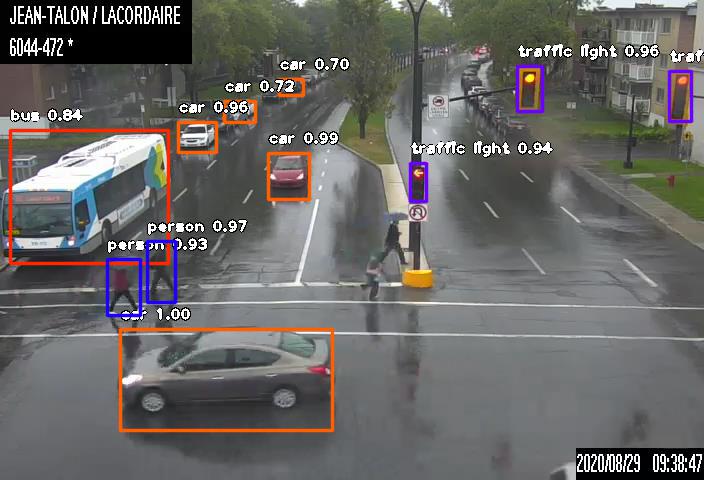 JEAN-TALON / LACORDAIRE
6044-472 *
car 0.70
traffic light 0.96
traf
car 0.72
car 0.96
bus 0.84
car 0.99
traffic light 0.94
person 0.97
person 0.93
car 1.00
2020/08/29 09:38:47